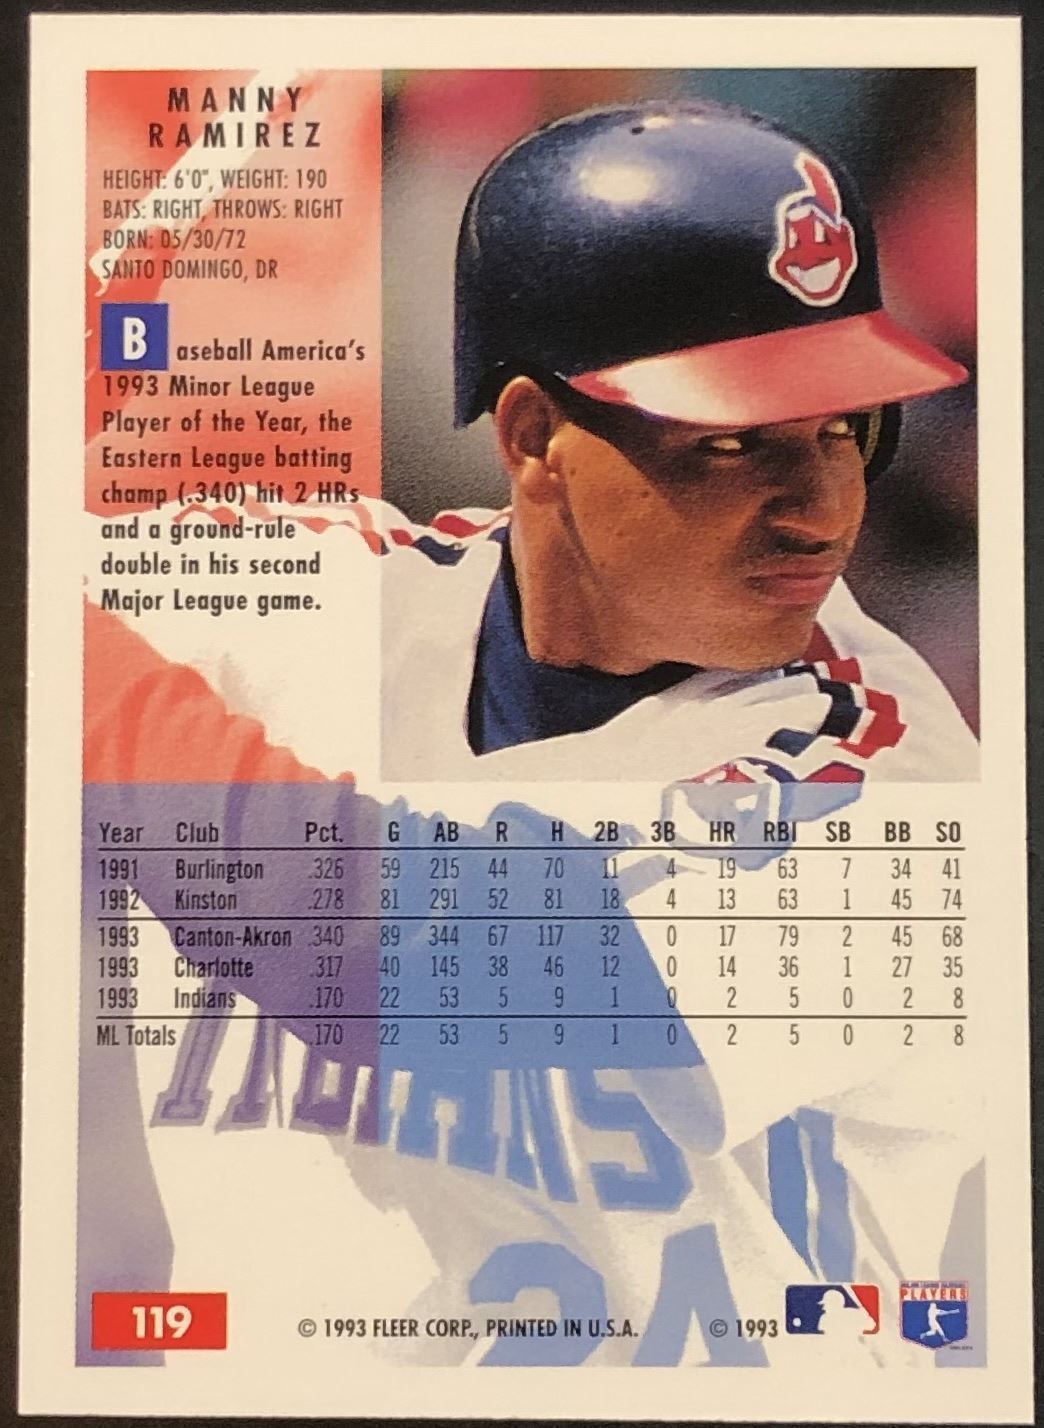 MANNY
RAMIREZ
HEIGHT: 6'0", WEIGHT: 190
BATS: RIGHT, THROWS: RIGHT
BORN: 05/30/72
SANTO DOMINGO, DR
Baseball America's
1993 Minor League
Player of the Year, the
Eastern League batting
champ (.340) hit 2 HRs
and a ground-rule
double in his second
Major League game.
Year Club Pct. G AB R H 2B 3B HR RBI SB BB SO
1991 Burlington .326 59 215 44 70 11 4 19 63 7 34 41
1992 Kinston .278 81 291 52 81 18 4 13 63 1 45 74
1993 Canton-Akron .340 89 344 67 117 32 0 17 79 2 45 68
1993 Charlotte .317 40 145 38 46 12 0 14 36 1 27 35
1993 Indians .170 22 53 5 9 1 0 2 5 0 2 8
ML Totals .170 22 53 5 9 1 0 2 5 0 2 8
INDIANS
24
119
© 1993 FLEER CORP., PRINTED IN U.S.A.
© 1993
PLAYERS